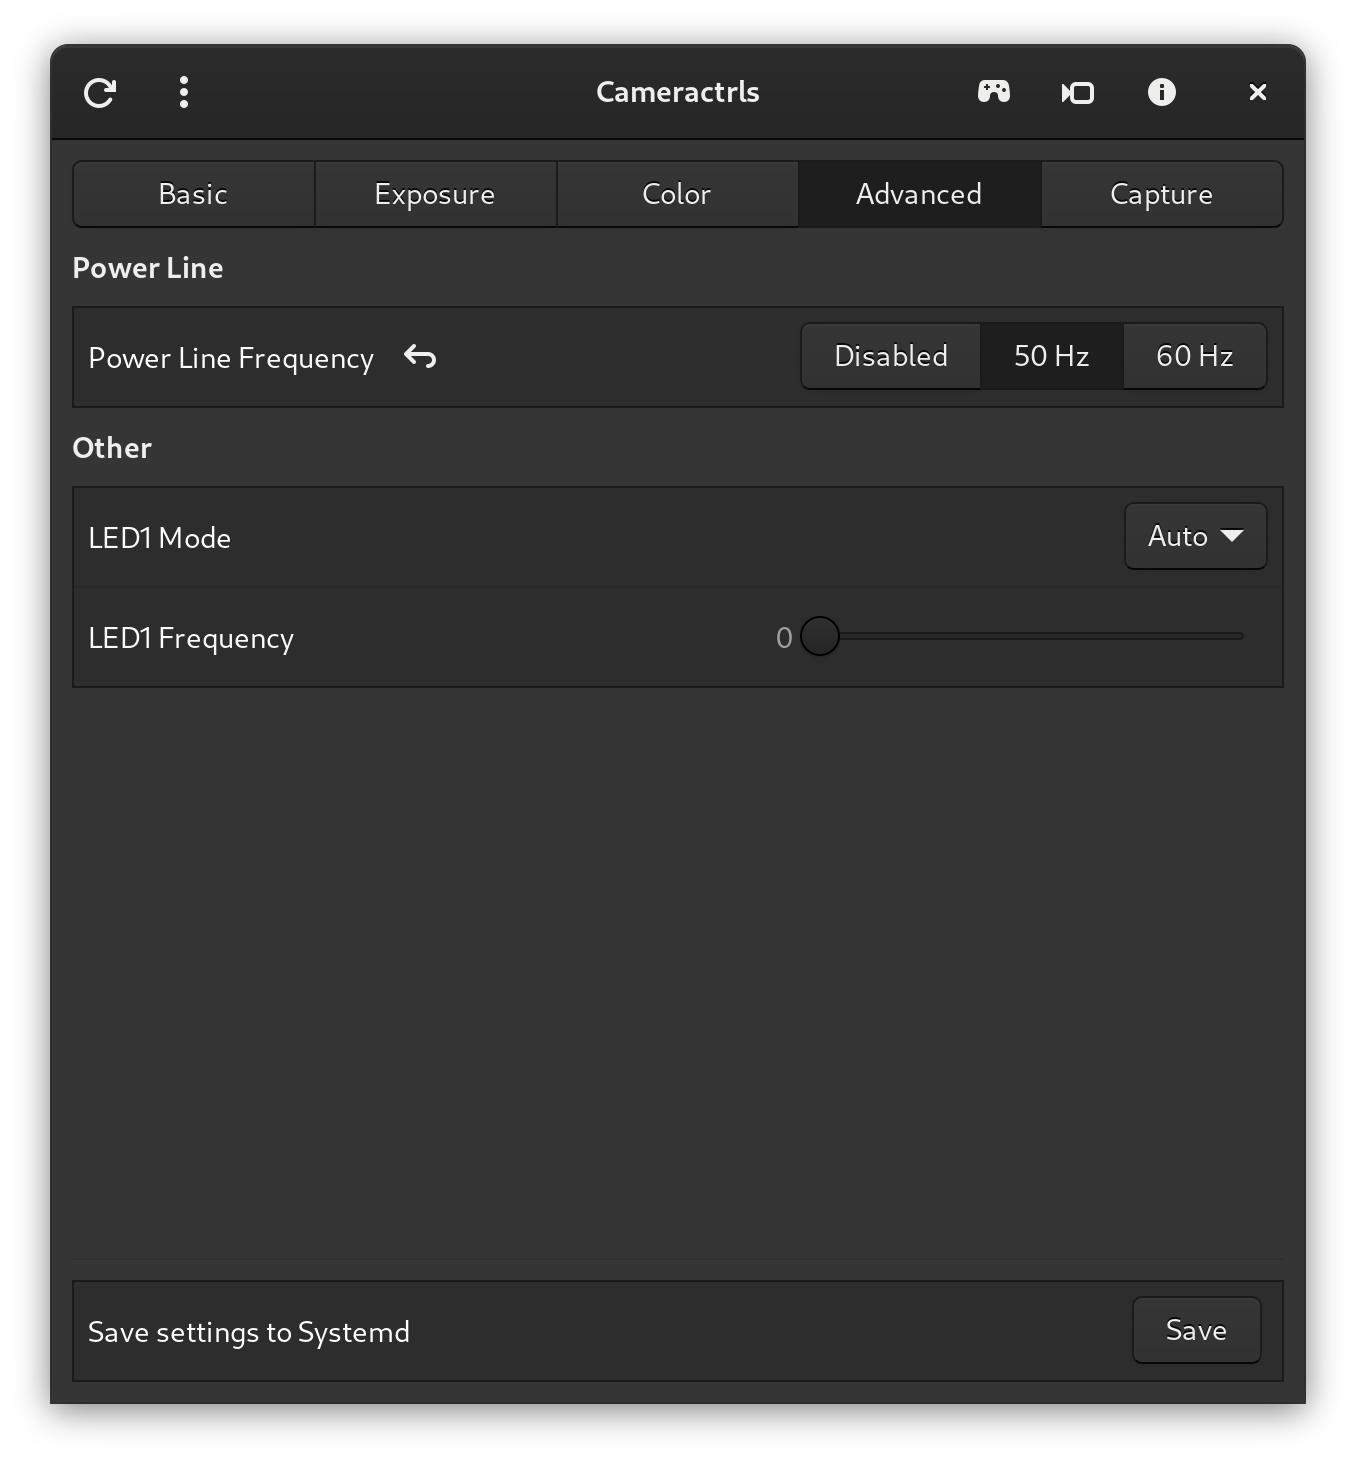 Cameractrls
Basic Exposure Color Advanced Capture
Power Line
Power Line Frequency Disabled 50 Hz 60 Hz
Other
LED1 Mode Auto
LED1 Frequency 0
Save settings to Systemd Save